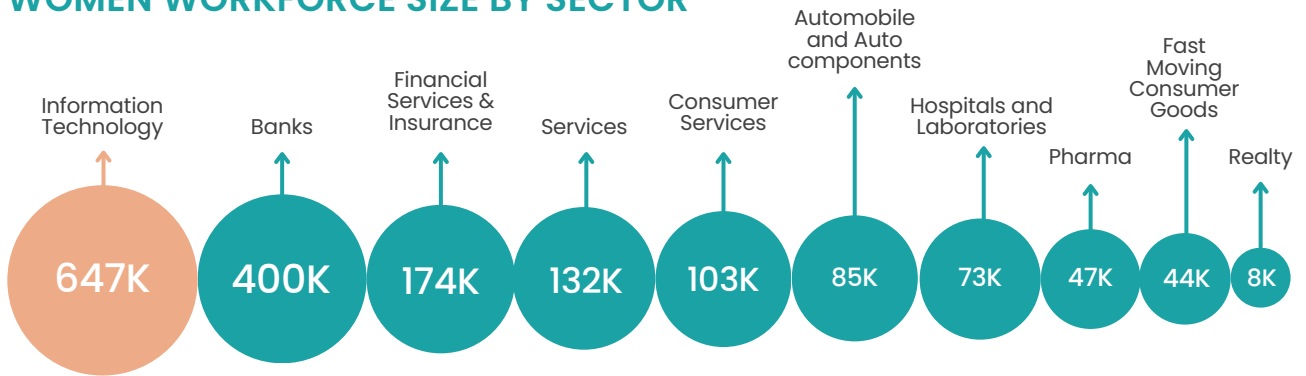 WOMEN WORKFORCE SIZE BY SECTOR
Information
Technology
647K
Banks
400K
Financial
Services &
Insurance
174K
Services
132K
Consumer
Services
103K
Automobile
and Auto
components
85K
Hospitals and
Laboratories
73K
Pharma
47K
Fast
Moving
Consumer
Goods
44K
Realty
8K